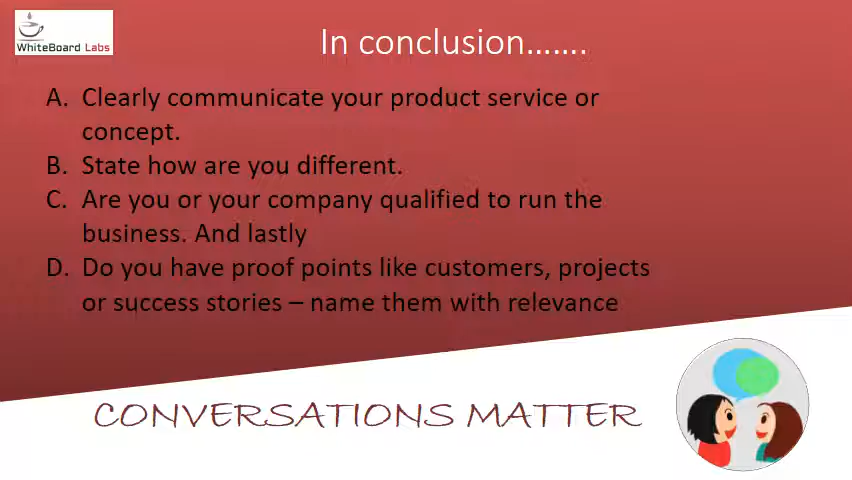 WhiteBoard Labs
In conclusion.......
A. Clearly communicate your product service or
concept.
B. State how are you different.
C. Are you or your company qualified to run the
business. And lastly
D. Do you have proof points like customers, projects
or success stories – name them with relevance
CONVERSATIONS MATTER